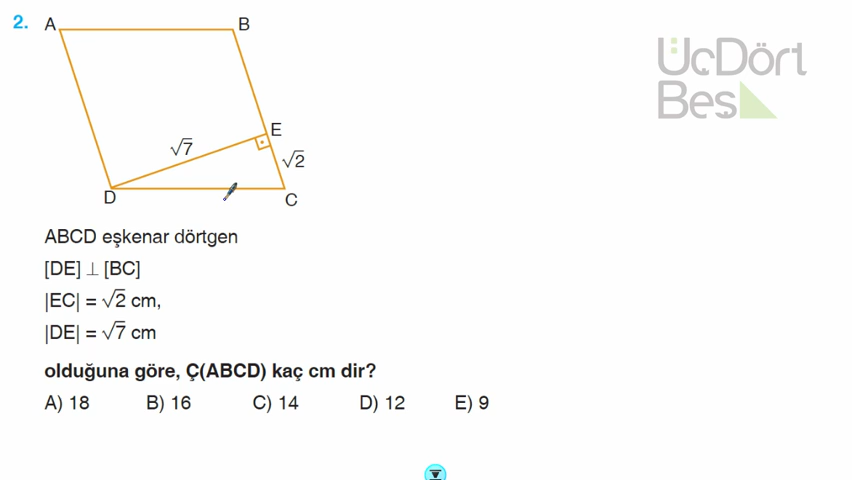 2.
A
B
ÜçDört
Beş
E
√7
√2
D
C
ABCD eşkenar dörtgen
[DE] ⊥ [BC]
|EC| = √2 cm,
|DE| = √7 cm
olduğuna göre, Ç(ABCD) kaç cm dir?
A) 18 B) 16 C) 14 D) 12 E) 9